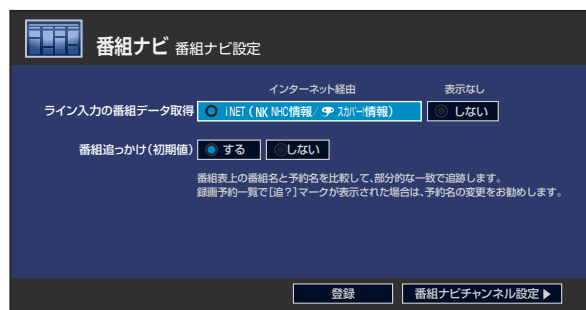 番組ナビ 番組ナビ設定
インターネット経由 表示なし
ライン入力の番組データ取得 iNET(NK NHC情報/スカパー!情報) しない
番組追っかけ(初期値) する しない
番組表上の番組名と予約名を比較して、部分的な一致で追跡します。
録画予約一覧で[追?]マークが表示された場合は、予約名の変更をお勧めします。
登録 番組ナビチャンネル設定▶